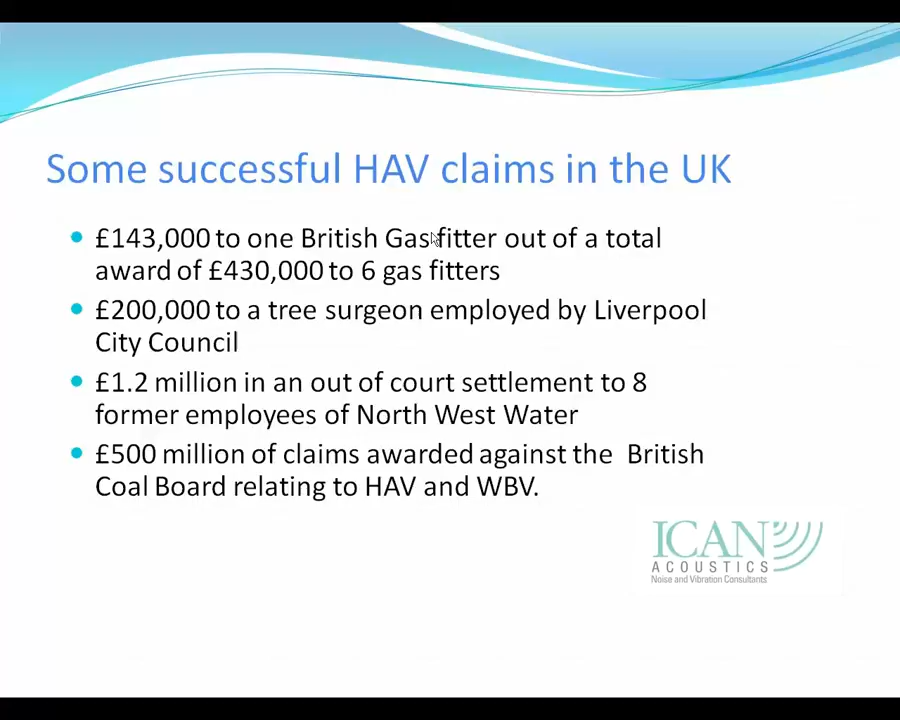 Some successful HAV claims in the UK
• £143,000 to one British Gas fitter out of a total
award of £430,000 to 6 gas fitters
• £200,000 to a tree surgeon employed by Liverpool
City Council
• £1.2 million in an out of court settlement to 8
former employees of North West Water
• £500 million of claims awarded against the  British
Coal Board relating to HAV and WBV.
ICAN
ACOUSTICS
Noise and Vibration Consultants